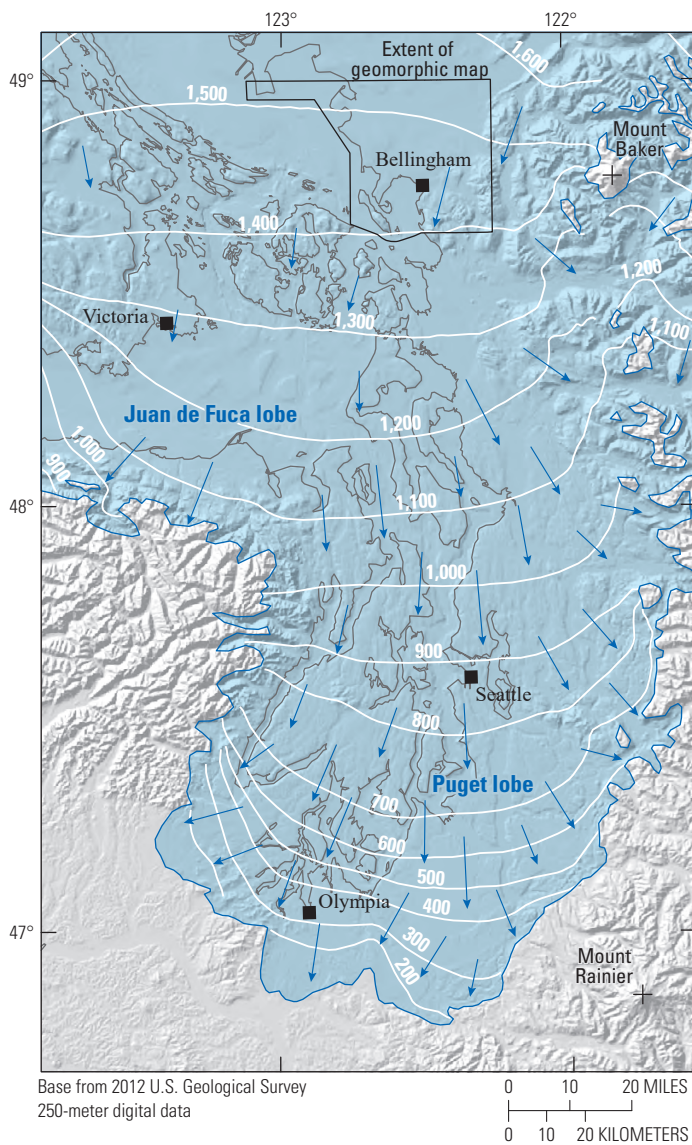 123°
122°
49°
Extent of
geomorphic map
1,600
1,500
Mount
Baker
Bellingham
1,400
1,200
Victoria
1,300
1,100
Juan de Fuca lobe
1,200
1,000
900
48°
1,100
1,000
900
Seattle
800
Puget lobe
700
600
500
400
Olympia
47°
300
200
Mount
Rainier
Base from 2012 U.S. Geological Survey
250-meter digital data
0 10 20 MILES
0 10 20 KILOMETERS